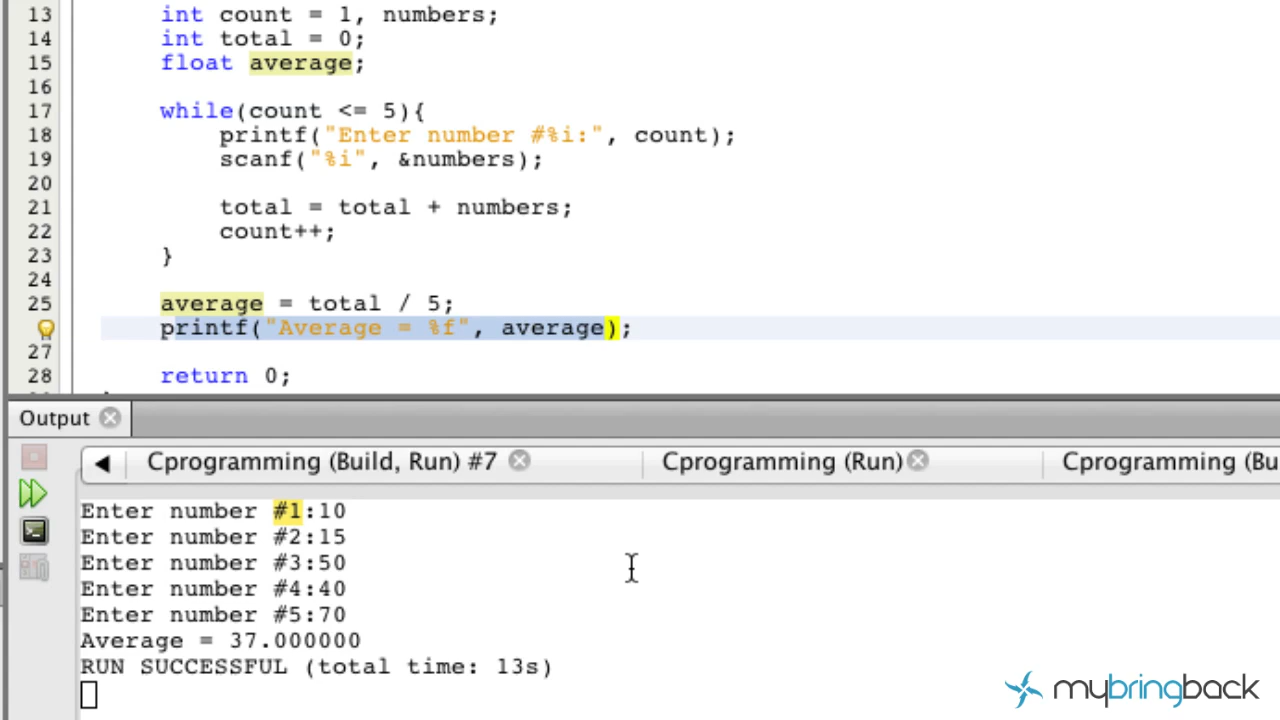 13 int count = 1, numbers;
14 int total = 0;
15 float average;
16
17 while(count <= 5){
18 printf("Enter number #%i:", count);
19 scanf("%i", &numbers);
20
21 total = total + numbers;
22 count++;
23 }
24
25 average = total / 5;
printf("Average = %f", average);
27
28 return 0;
Output
Cprogramming (Build, Run) #7 Cprogramming (Run) Cprogramming (Bu
Enter number #1:10
Enter number #2:15
Enter number #3:50
Enter number #4:40
Enter number #5:70
Average = 37.000000
RUN SUCCESSFUL (total time: 13s)
mybringback